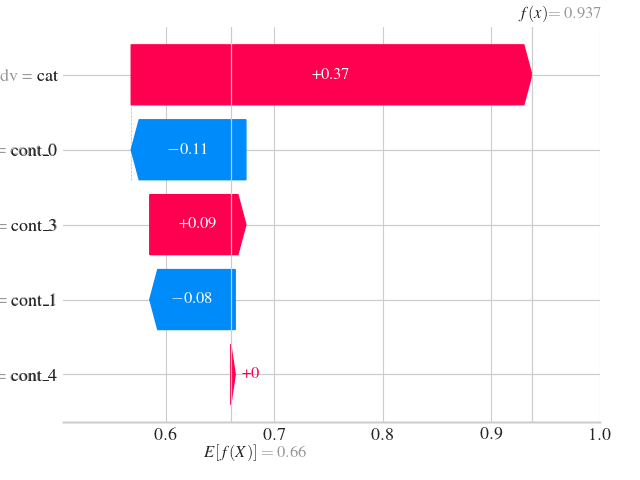 f(x) = 0.937
dv = cat
+0.37
= cont_0
−0.11
= cont_3
+0.09
= cont_1
−0.08
= cont_4
+0
0.6 0.7 0.8 0.9 1.0
E[f(X)] = 0.66